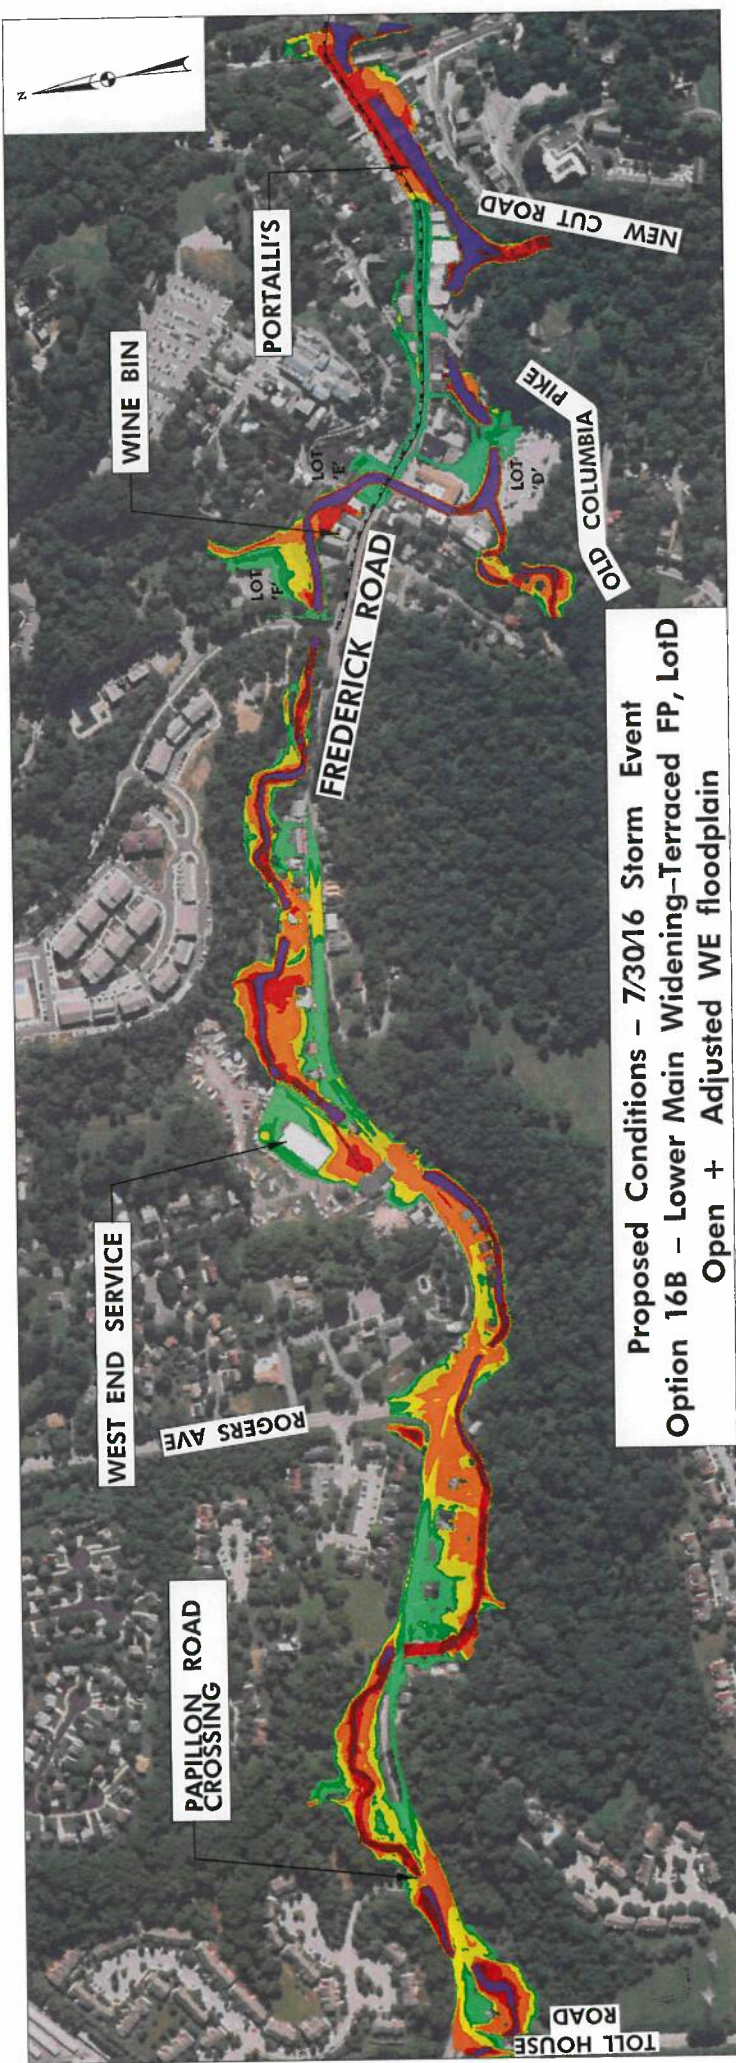 N
PAPILLON ROAD
CROSSING
WEST END SERVICE
WINE BIN
PORTALLI'S
TOLL HOUSE
ROAD
ROGERS AVE
FREDERICK ROAD
LOT
'F'
LOT
'E'
LOT
'D'
OLD COLUMBIA
PIKE
NEW CUT ROAD
Proposed Conditions – 7/30/16 Storm Event
Option 16B – Lower Main Widening–Terraced FP, LotD
Open + Adjusted WE floodplain